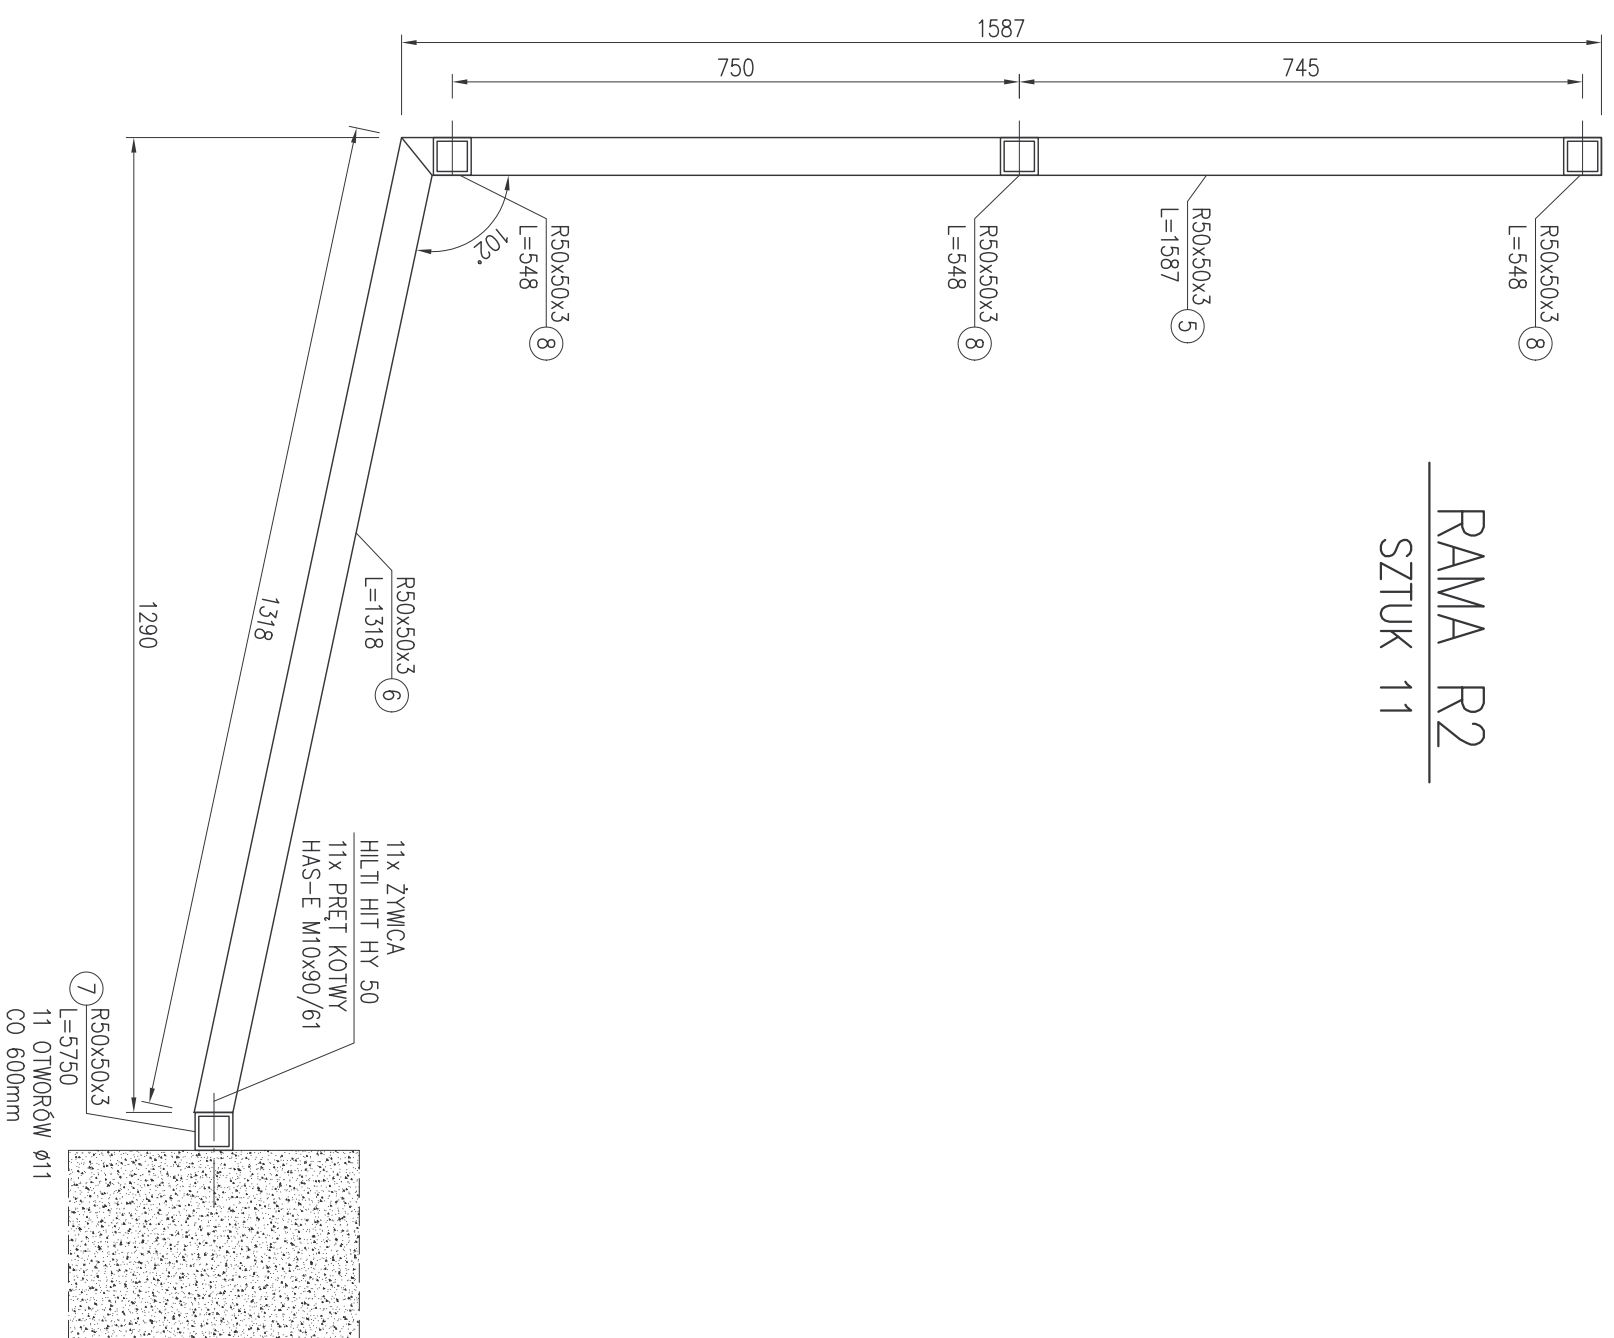 1587
750
745
R50x50x3
L=548
8
R50x50x3
L=548
8
R50x50x3
L=1587
5
R50x50x3
L=548
8
102°
RAMA R2
SZTUK 11
R50x50x3
L=1318
6
1318
1290
11x ŻYWICA
HILTI HIT HY 50
11x PRĘT KOTWY
HAS-E M10x90/61
7
R50x50x3
L=5750
11 OTWORÓW ø11
CO 600mm